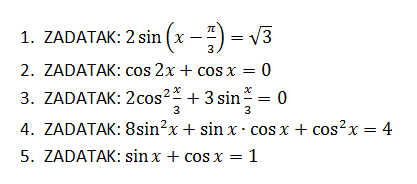 1. ZADATAK: 2 sin (x − π/3) = √3
2. ZADATAK: cos 2x + cos x = 0
3. ZADATAK: 2cos² x/3 + 3 sin x/3 = 0
4. ZADATAK: 8sin²x + sin x · cos x + cos²x = 4
5. ZADATAK: sin x + cos x = 1